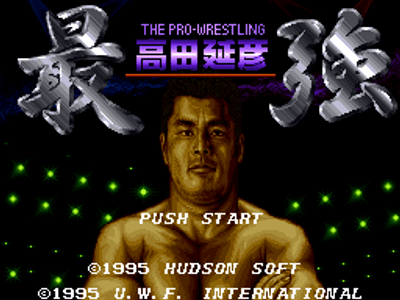 最強
THE PRO-WRESTLING
高田延彦
PUSH START
©1995 HUDSON SOFT
©1995 U.W.F. INTERNATIONAL